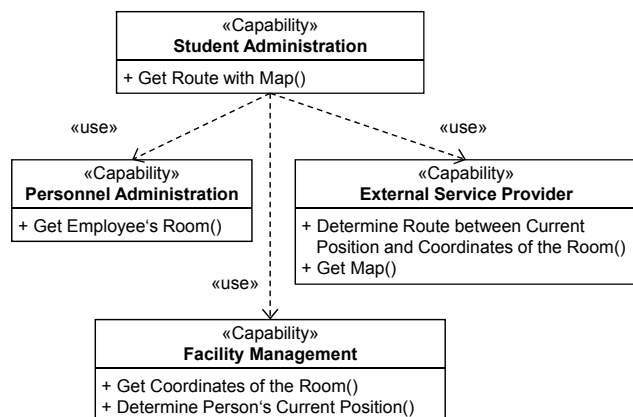 «Capability»
Student Administration
+ Get Route with Map()
«use»
«use»
«Capability»
Personnel Administration
+ Get Employee‘s Room()
«Capability»
External Service Provider
+ Determine Route between Current
Position and Coordinates of the Room()
+ Get Map()
«use»
«Capability»
Facility Management
+ Get Coordinates of the Room()
+ Determine Person‘s Current Position()